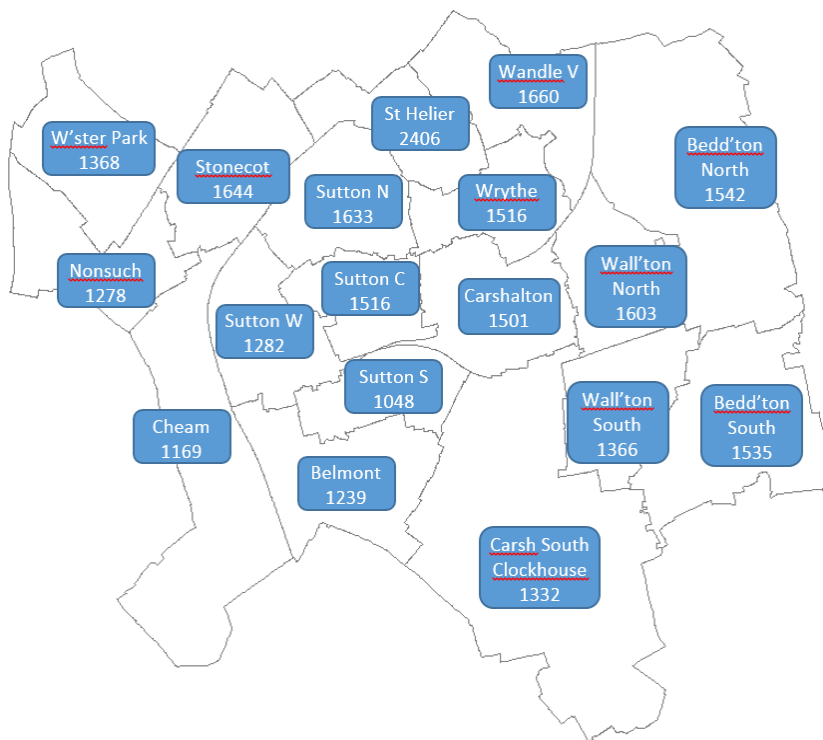 Wandle V
1660
St Helier
2406
W'ster Park
1368
Bedd'ton
North
1542
Stonecot
1644
Sutton N
1633
Wrythe
1516
Nonsuch
1278
Sutton C
1516
Carshalton
1501
Wall'ton
North
1603
Sutton W
1282
Sutton S
1048
Wall'ton
South
1366
Bedd'ton
South
1535
Cheam
1169
Belmont
1239
Carsh South
Clockhouse
1332